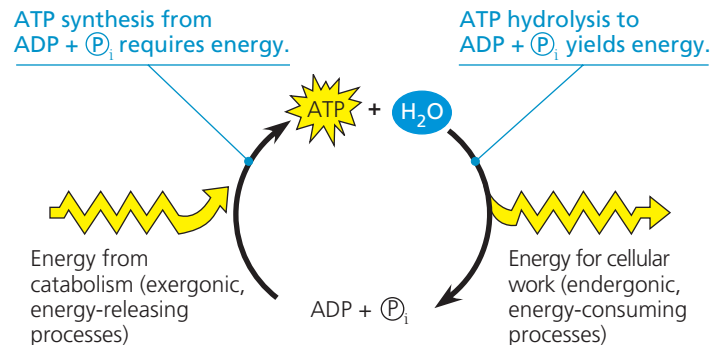 ATP synthesis from
ADP + Ⓟi requires energy.
ATP hydrolysis to
ADP + Ⓟi yields energy.
ATP + H₂O
Energy from
catabolism (exergonic,
energy-releasing
processes)
ADP + Ⓟi
Energy for cellular
work (endergonic,
energy-consuming
processes)